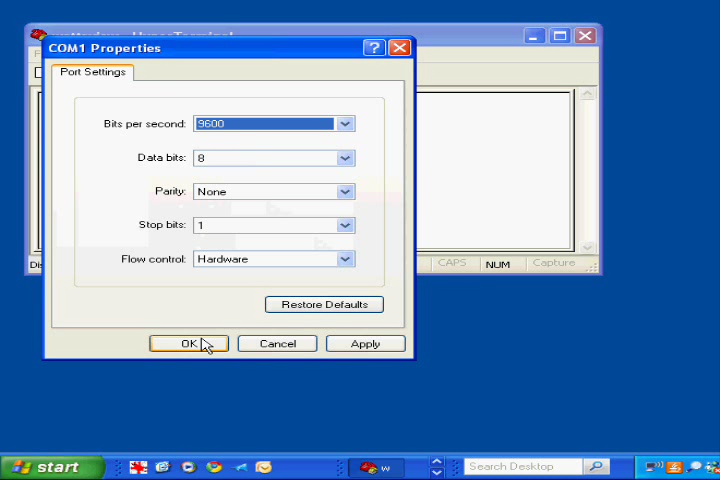 HyperTerminal
COM1 Properties
Port Settings
Bits per second: 9600
Data bits: 8
Parity: None
Stop bits: 1
Flow control: Hardware
Restore Defaults
OK Cancel Apply
CAPS NUM Capture
start w Search Desktop